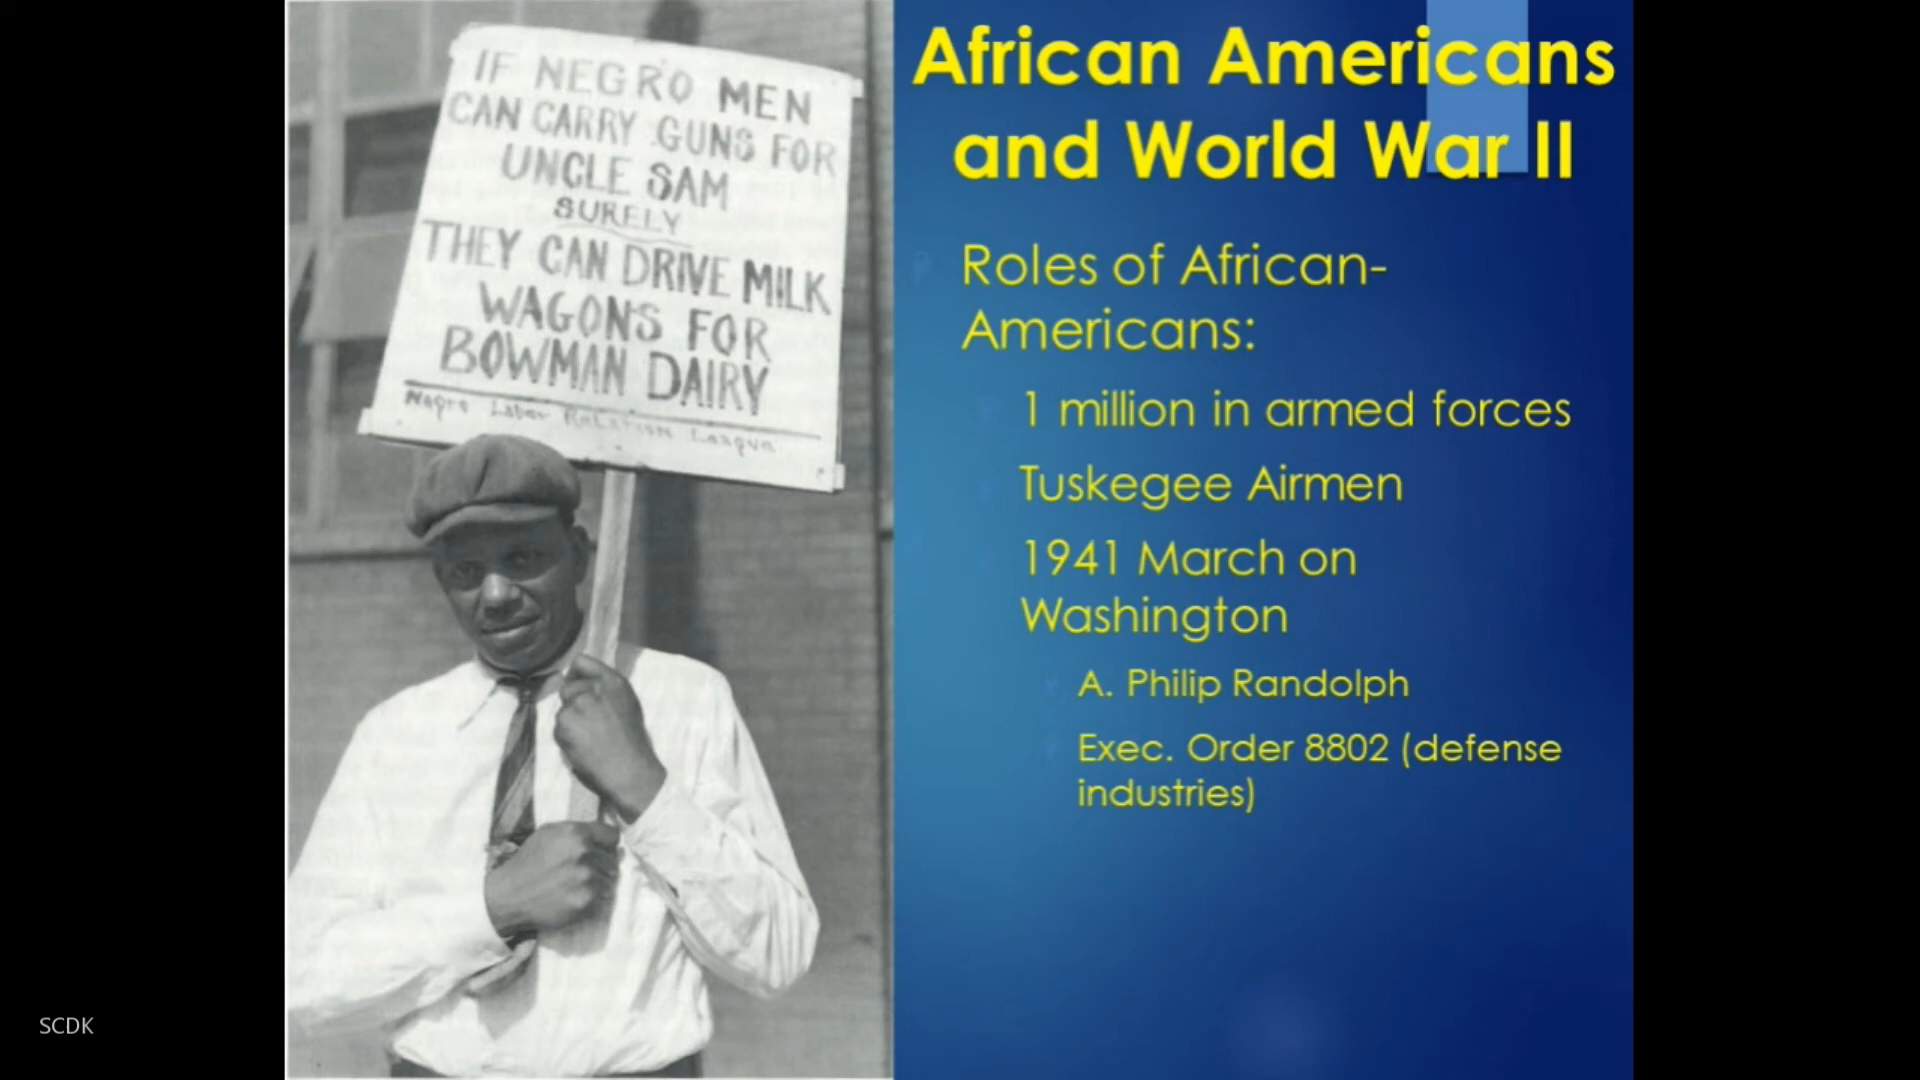 IF NEGRO MEN
CAN CARRY GUNS FOR
UNCLE SAM
SURELY
THEY CAN DRIVE MILK
WAGONS FOR
BOWMAN DAIRY
Negro Labor Relation League
African Americans
and World War II
Roles of African-
Americans:
1 million in armed forces
Tuskegee Airmen
1941 March on
Washington
A. Philip Randolph
Exec. Order 8802 (defense
industries)
SCDK